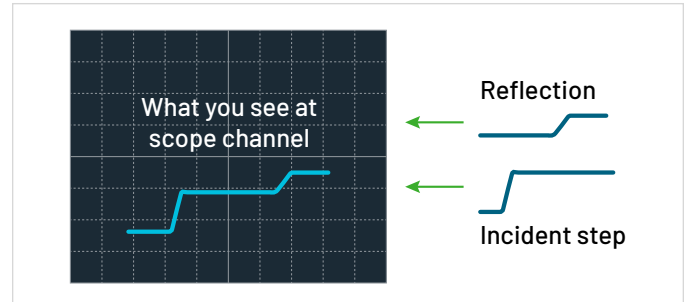 What you see at
scope channel
Reflection
Incident step